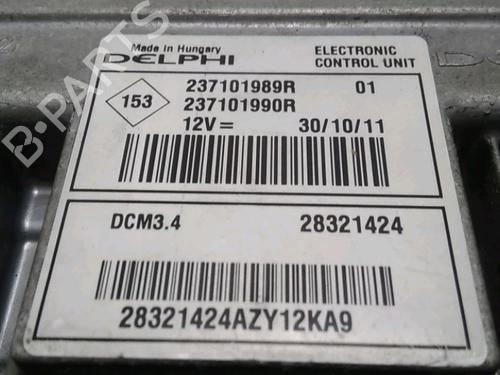 Made in Hungary
DELPHI
ELECTRONIC
CONTROL UNIT
153
237101989R 01
237101990R
12V= 30/10/11
DCM3.4 28321424
28321424AZY12KA9
B-PARTS